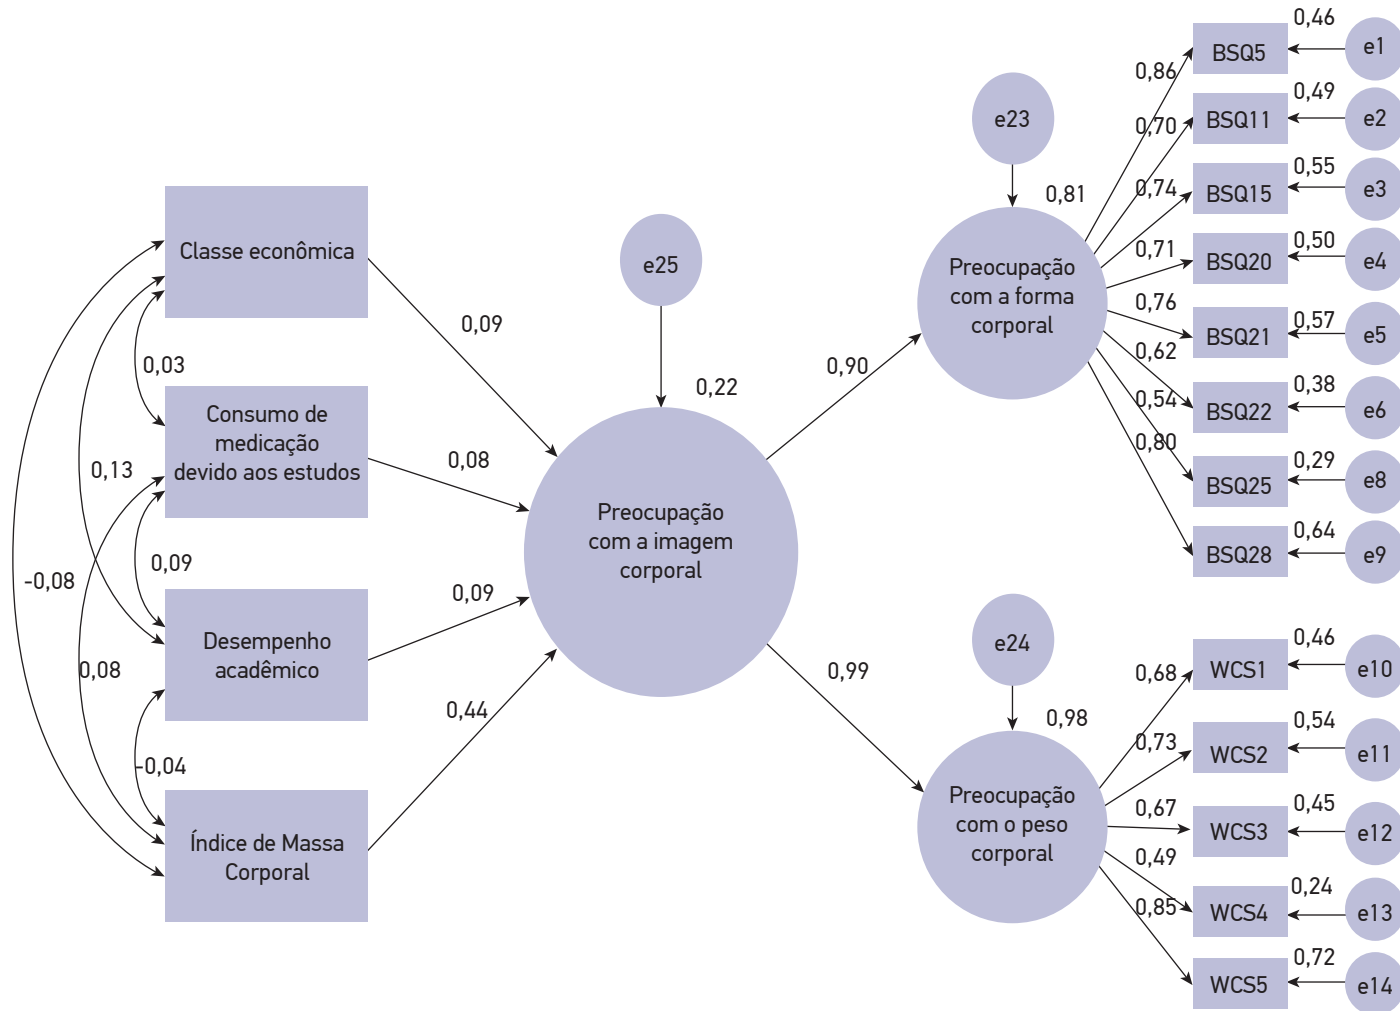 Classe econômica
Consumo de
medicação
devido aos estudos
Desempenho
acadêmico
Índice de Massa
Corporal
0,03
0,13
-0,08
0,09
0,08
-0,04
0,09
0,08
0,09
0,44
e25
0,22
Preocupação
com a imagem
corporal
0,90
0,99
e23
0,81
Preocupação
com a forma
corporal
e24
0,98
Preocupação
com o peso
corporal
0,86
BSQ5
0,46
e1
0,70
BSQ11
0,49
e2
0,74
BSQ15
0,55
e3
0,71
BSQ20
0,50
e4
0,76
BSQ21
0,57
e5
0,62
BSQ22
0,38
e6
0,54
BSQ25
0,29
e8
0,80
BSQ28
0,64
e9
0,68
WCS1
0,46
e10
0,73
WCS2
0,54
e11
0,67
WCS3
0,45
e12
0,49
WCS4
0,24
e13
0,85
WCS5
0,72
e14